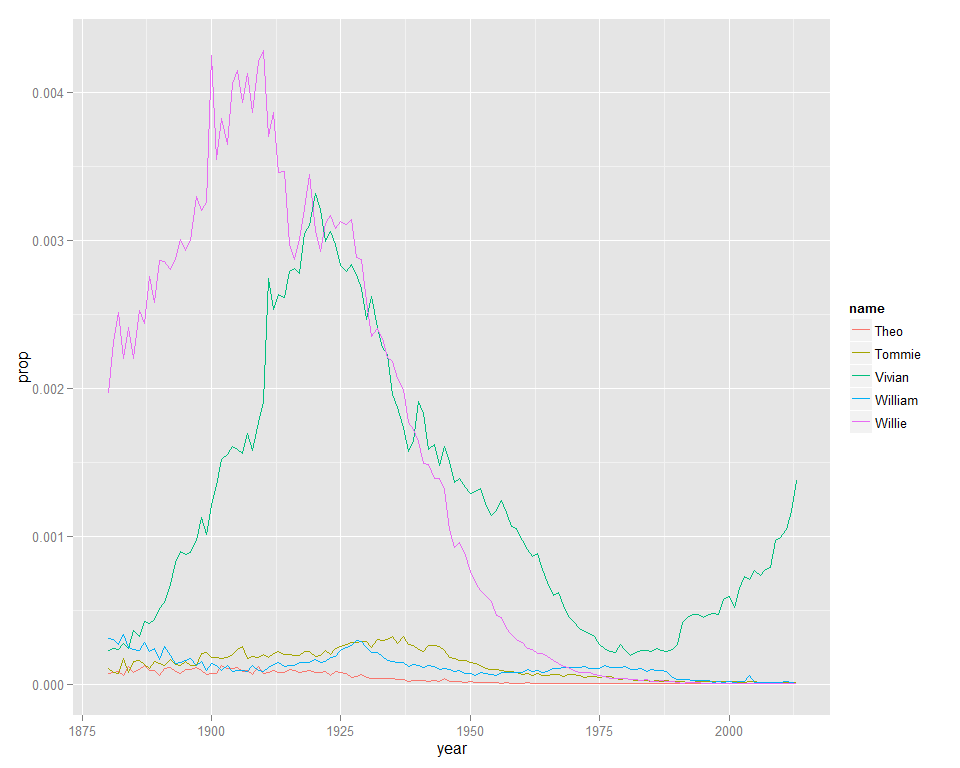 0.004
0.003
0.002
0.001
0.000
prop
1875
1900
1925
1950
1975
2000
year
name
Theo
Tommie
Vivian
William
Willie